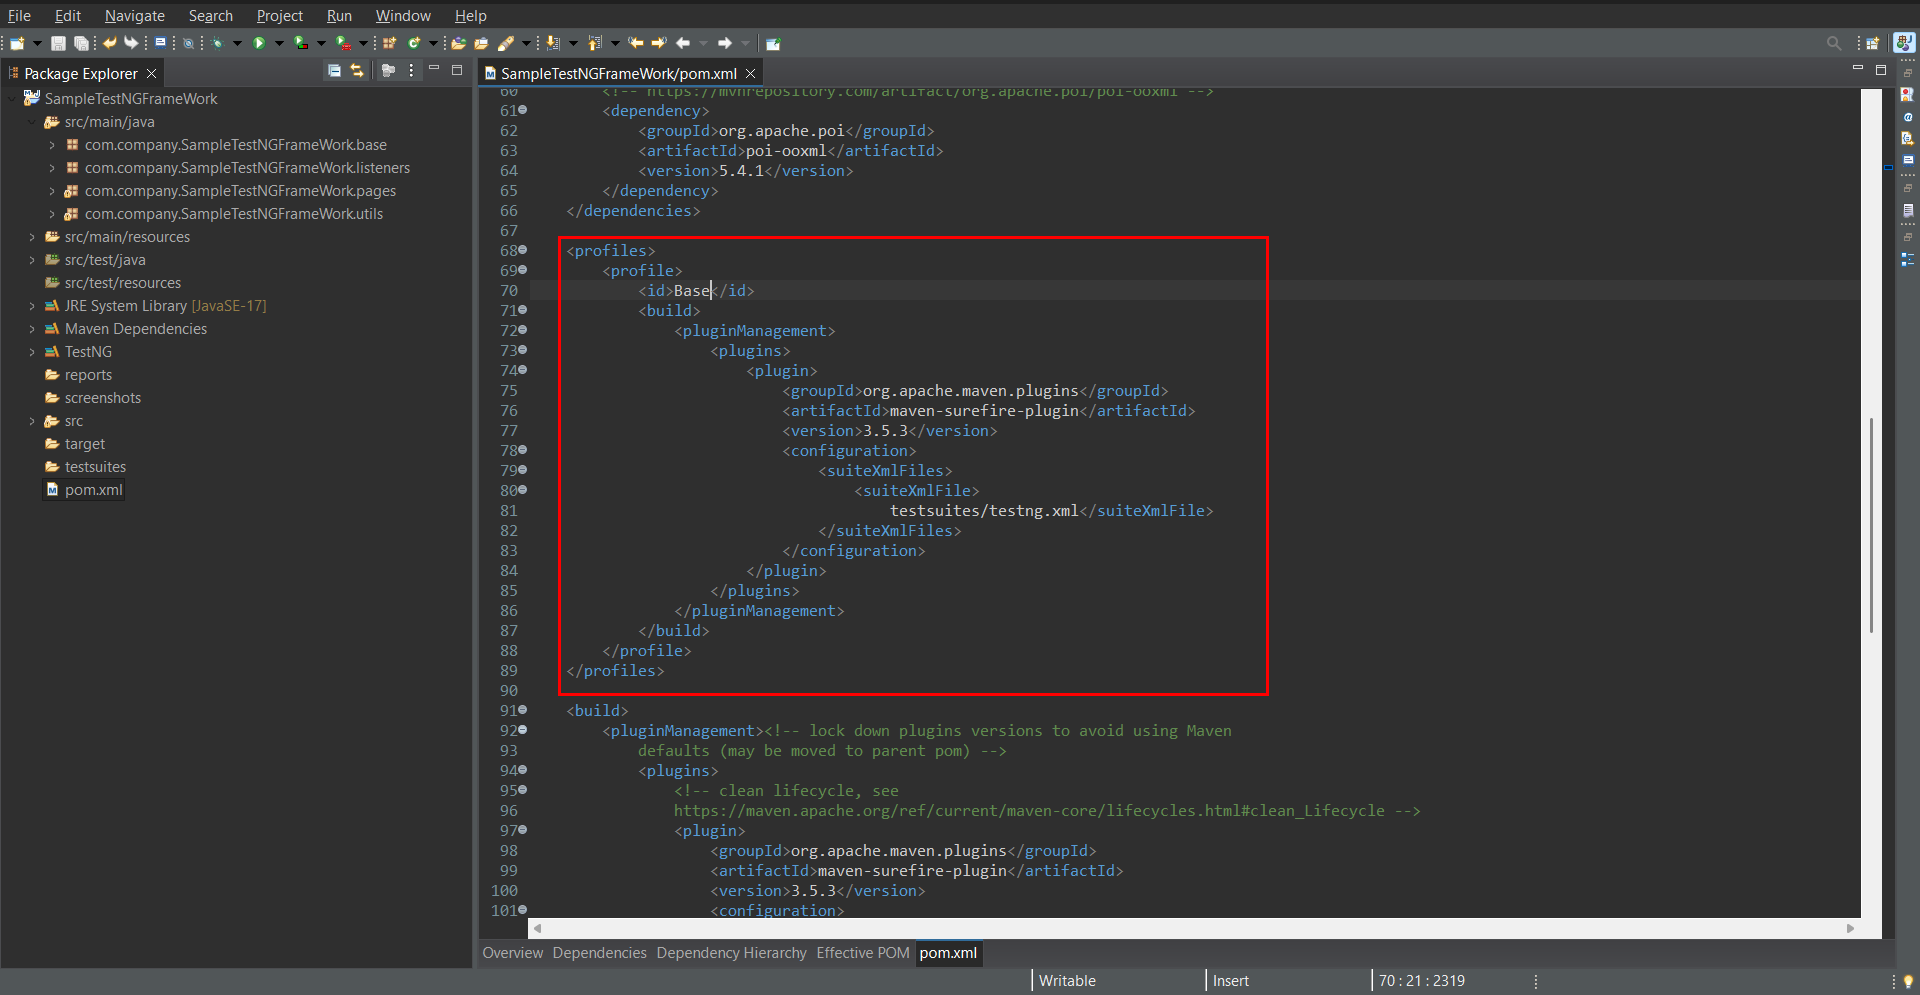 File Edit Navigate Search Project Run Window Help
Package Explorer
SampleTestNGFrameWork
src/main/java
com.company.SampleTestNGFrameWork.base
com.company.SampleTestNGFrameWork.listeners
com.company.SampleTestNGFrameWork.pages
com.company.SampleTestNGFrameWork.utils
src/main/resources
src/test/java
src/test/resources
JRE System Library [JavaSE-17]
Maven Dependencies
TestNG
reports
screenshots
src
target
testsuites
pom.xml
SampleTestNGFrameWork/pom.xml
60 <!-- https://mvnrepository.com/artifact/org.apache.poi/poi-ooxml -->
61 <dependency>
62 <groupId>org.apache.poi</groupId>
63 <artifactId>poi-ooxml</artifactId>
64 <version>5.4.1</version>
65 </dependency>
66 </dependencies>
67
68 <profiles>
69 <profile>
70 <id>Base</id>
71 <build>
72 <pluginManagement>
73 <plugins>
74 <plugin>
75 <groupId>org.apache.maven.plugins</groupId>
76 <artifactId>maven-surefire-plugin</artifactId>
77 <version>3.5.3</version>
78 <configuration>
79 <suiteXmlFiles>
80 <suiteXmlFile>
81 testsuites/testng.xml</suiteXmlFile>
82 </suiteXmlFiles>
83 </configuration>
84 </plugin>
85 </plugins>
86 </pluginManagement>
87 </build>
88 </profile>
89 </profiles>
90
91 <build>
92 <pluginManagement><!-- lock down plugins versions to avoid using Maven
93 defaults (may be moved to parent pom) -->
94 <plugins>
95 <!-- clean lifecycle, see
96 https://maven.apache.org/ref/current/maven-core/lifecycles.html#clean_Lifecycle -->
97 <plugin>
98 <groupId>org.apache.maven.plugins</groupId>
99 <artifactId>maven-surefire-plugin</artifactId>
100 <version>3.5.3</version>
101 <configuration>
Overview Dependencies Dependency Hierarchy Effective POM pom.xml
Writable Insert 70 : 21 : 2319